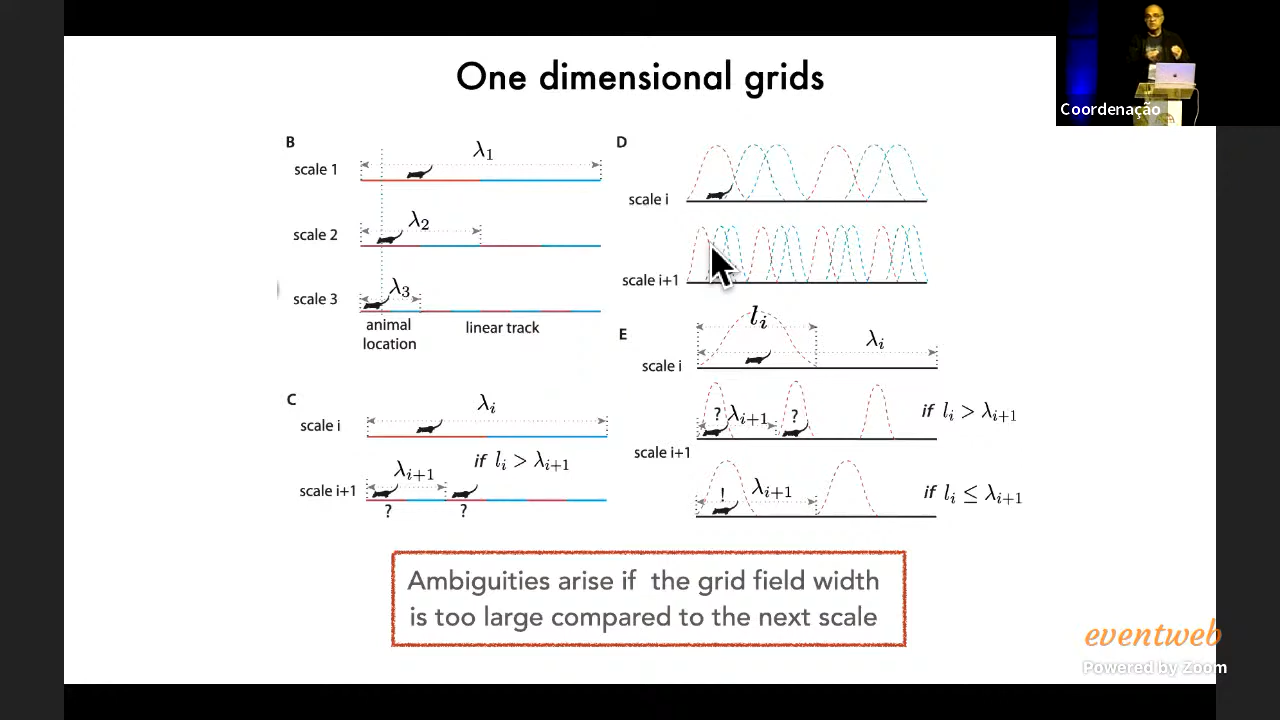 One dimensional grids
Coordenação
B
scale 1
λ₁
scale 2
λ₂
scale 3
λ₃
animal
location
linear track
C
scale i
λᵢ
if lᵢ > λᵢ₊₁
scale i+1
λᵢ₊₁
? ?
D
scale i
scale i+1
E
lᵢ
λᵢ
scale i
? λᵢ₊₁ ?
if lᵢ > λᵢ₊₁
scale i+1
! λᵢ₊₁
if lᵢ ≤ λᵢ₊₁
Ambiguities arise if the grid field width
is too large compared to the next scale
eventweb
Powered by Zoom